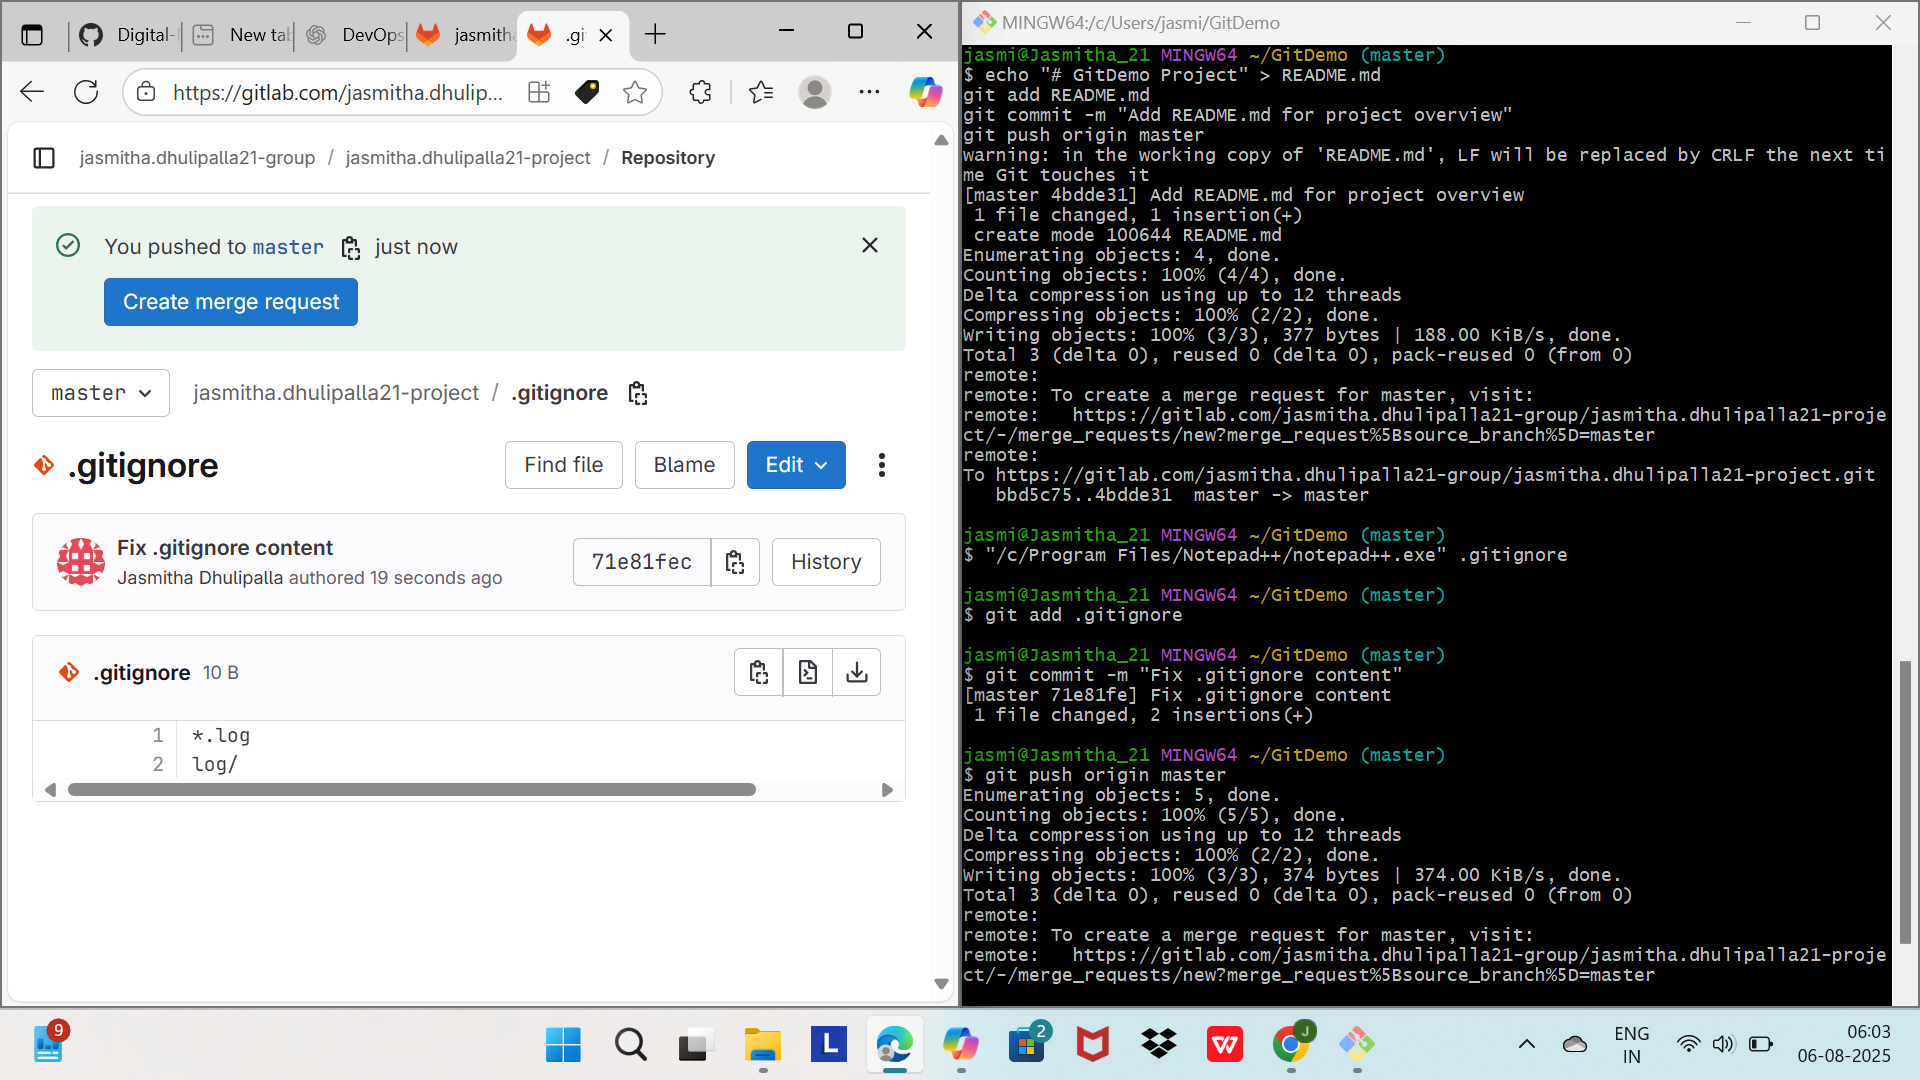 Digital-
New tab
DevOps
jasmitha
.gi
https://gitlab.com/jasmitha.dhulip...
jasmitha.dhulipalla21-group / jasmitha.dhulipalla21-project / Repository
You pushed to master just now
Create merge request
master
jasmitha.dhulipalla21-project / .gitignore
.gitignore
Find file
Blame
Edit
Fix .gitignore content
Jasmitha Dhulipalla authored 19 seconds ago
71e81fec
History
.gitignore 10 B
1 *.log
2 log/
MINGW64:/c/Users/jasmi/GitDemo
jasmi@Jasmitha_21 MINGW64 ~/GitDemo (master)
$ echo "# GitDemo Project" > README.md
git add README.md
git commit -m "Add README.md for project overview"
git push origin master
warning: in the working copy of 'README.md', LF will be replaced by CRLF the next ti
me Git touches it
[master 4bdde31] Add README.md for project overview
1 file changed, 1 insertion(+)
create mode 100644 README.md
Enumerating objects: 4, done.
Counting objects: 100% (4/4), done.
Delta compression using up to 12 threads
Compressing objects: 100% (2/2), done.
Writing objects: 100% (3/3), 377 bytes | 188.00 KiB/s, done.
Total 3 (delta 0), reused 0 (delta 0), pack-reused 0 (from 0)
remote:
remote: To create a merge request for master, visit:
remote:   https://gitlab.com/jasmitha.dhulipalla21-group/jasmitha.dhulipalla21-proje
ct/-/merge_requests/new?merge_request%5Bsource_branch%5D=master
remote:
To https://gitlab.com/jasmitha.dhulipalla21-group/jasmitha.dhulipalla21-project.git
bbd5c75..4bdde31  master -> master
jasmi@Jasmitha_21 MINGW64 ~/GitDemo (master)
$ "/c/Program Files/Notepad++/notepad++.exe" .gitignore
jasmi@Jasmitha_21 MINGW64 ~/GitDemo (master)
$ git add .gitignore
jasmi@Jasmitha_21 MINGW64 ~/GitDemo (master)
$ git commit -m "Fix .gitignore content"
[master 71e81fe] Fix .gitignore content
1 file changed, 2 insertions(+)
jasmi@Jasmitha_21 MINGW64 ~/GitDemo (master)
$ git push origin master
Enumerating objects: 5, done.
Counting objects: 100% (5/5), done.
Delta compression using up to 12 threads
Compressing objects: 100% (2/2), done.
Writing objects: 100% (3/3), 374 bytes | 374.00 KiB/s, done.
Total 3 (delta 0), reused 0 (delta 0), pack-reused 0 (from 0)
remote:
remote: To create a merge request for master, visit:
remote:   https://gitlab.com/jasmitha.dhulipalla21-group/jasmitha.dhulipalla21-proje
ct/-/merge_requests/new?merge_request%5Bsource_branch%5D=master
9
L
2
W
J
ENG
IN
06:03
06-08-2025